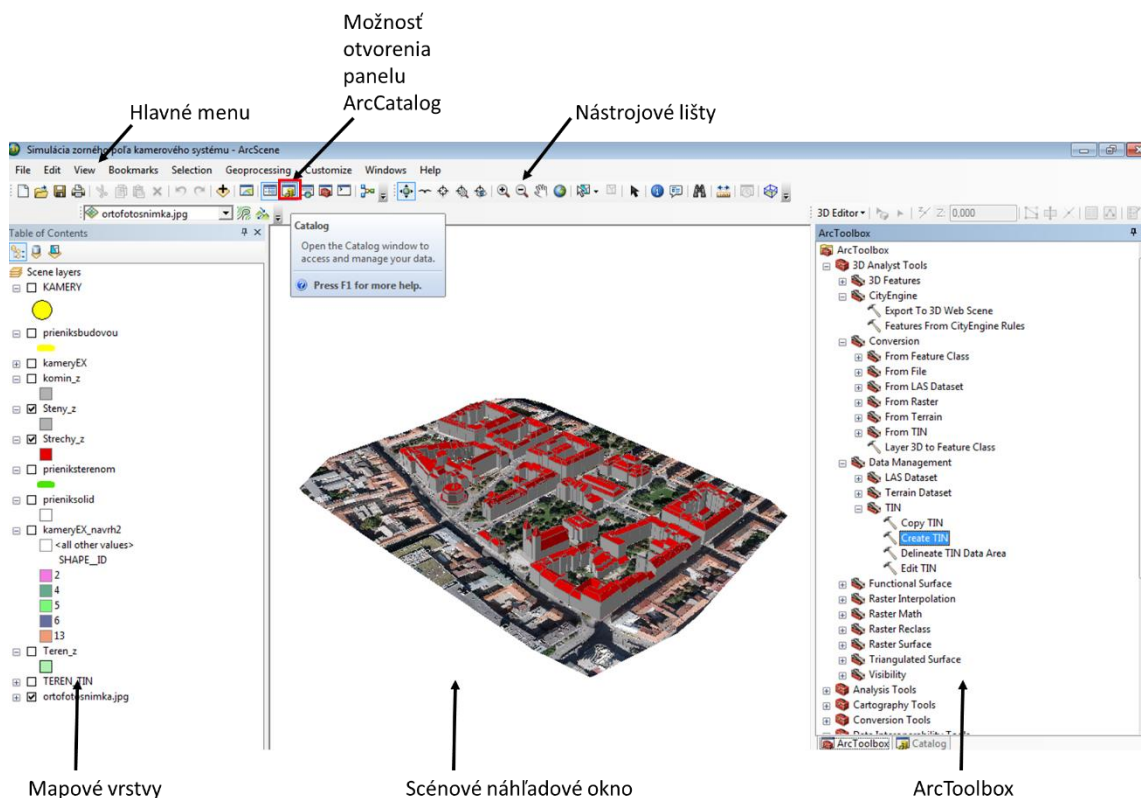 Možnosť
otvorenia
panelu
ArcCatalog
Hlavné menu
Nástrojové lišty
Simulácia zorného poľa kamerového systému - ArcScene
File Edit View Bookmarks Selection Geoprocessing Customize Windows Help
ortofotosnimka.jpg
3D Editor Z: 0,000
Table of Contents
Scene layers
KAMERY
prieniksbudovou
kameryEX
komin_z
Steny_z
Strechy_z
prieniksterenom
prieniksolid
kameryEX_navrh2
<all other values>
SHAPE__ID
2
4
5
6
13
Teren_z
TEREN_TIN
ortofotosnimka.jpg
Catalog
Open the Catalog window to
access and manage your data.
Press F1 for more help.
ArcToolbox
ArcToolbox
3D Analyst Tools
3D Features
CityEngine
Export To 3D Web Scene
Features From CityEngine Rules
Conversion
From Feature Class
From File
From LAS Dataset
From Raster
From Terrain
From TIN
Layer 3D to Feature Class
Data Management
LAS Dataset
Terrain Dataset
TIN
Copy TIN
Create TIN
Delineate TIN Data Area
Edit TIN
Functional Surface
Raster Interpolation
Raster Math
Raster Reclass
Raster Surface
Triangulated Surface
Visibility
Analysis Tools
Cartography Tools
Conversion Tools
Data Interoperability Tools
ArcToolbox Catalog
Mapové vrstvy
Scénové náhľadové okno
ArcToolbox